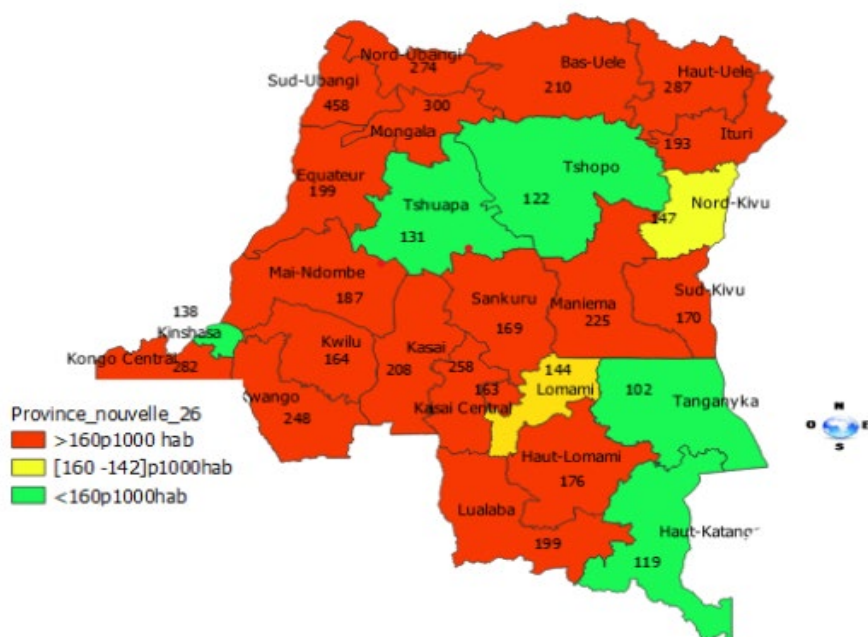 Nord-Ubangi
274
Sud-Ubangi
458
300
Mongala
Bas-Uele
210
Haut-Uele
287
Ituri
193
Equateur
199
Tshuapa
131
Tshopo
122
Nord-Kivu
147
Mai-Ndombe
187
Sankuru
169
Maniema
225
Sud-Kivu
170
138
Kinshasa
Kongo Central
282
Kwilu
164
Kasai
208
258
163
Kasai Central
144
Lomami
102
Tanganyka
248
Haut-Lomami
176
Lualaba
199
119
Province_nouvelle_26
>160p1000 hab
[160 -142]p1000hab
<160p1000hab
N
O
E
S